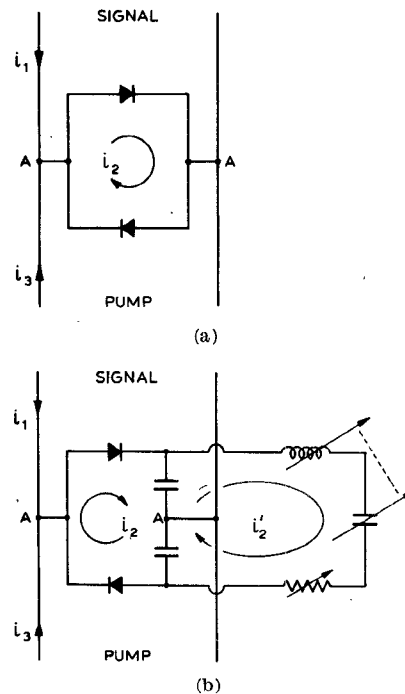 SIGNAL
i₁
A i₂ A
i₃
PUMP
(a)
SIGNAL
i₁
A i₂ A i₂′
i₃
PUMP
(b)